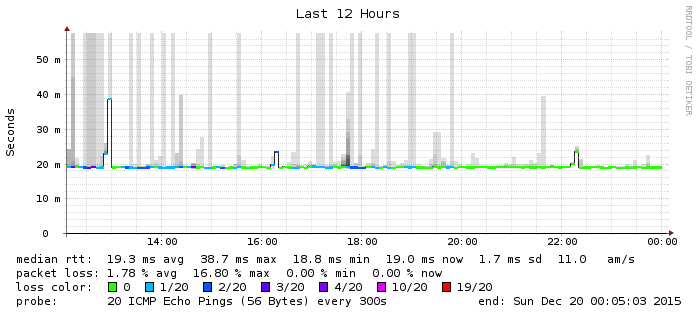 Last 12 Hours
RRDTOOL / TOBI OETIKER
Seconds
50 m
40 m
30 m
20 m
10 m
0
14:00 16:00 18:00 20:00 22:00 00:00
median rtt: 19.3 ms avg 38.7 ms max 18.8 ms min 19.0 ms now 1.7 ms sd 11.0 am/s
packet loss: 1.78 % avg 16.80 % max 0.00 % min 0.00 % now
loss color: 0 1/20 2/20 3/20 4/20 10/20 19/20
probe: 20 ICMP Echo Pings (56 Bytes) every 300s end: Sun Dec 20 00:05:03 2015